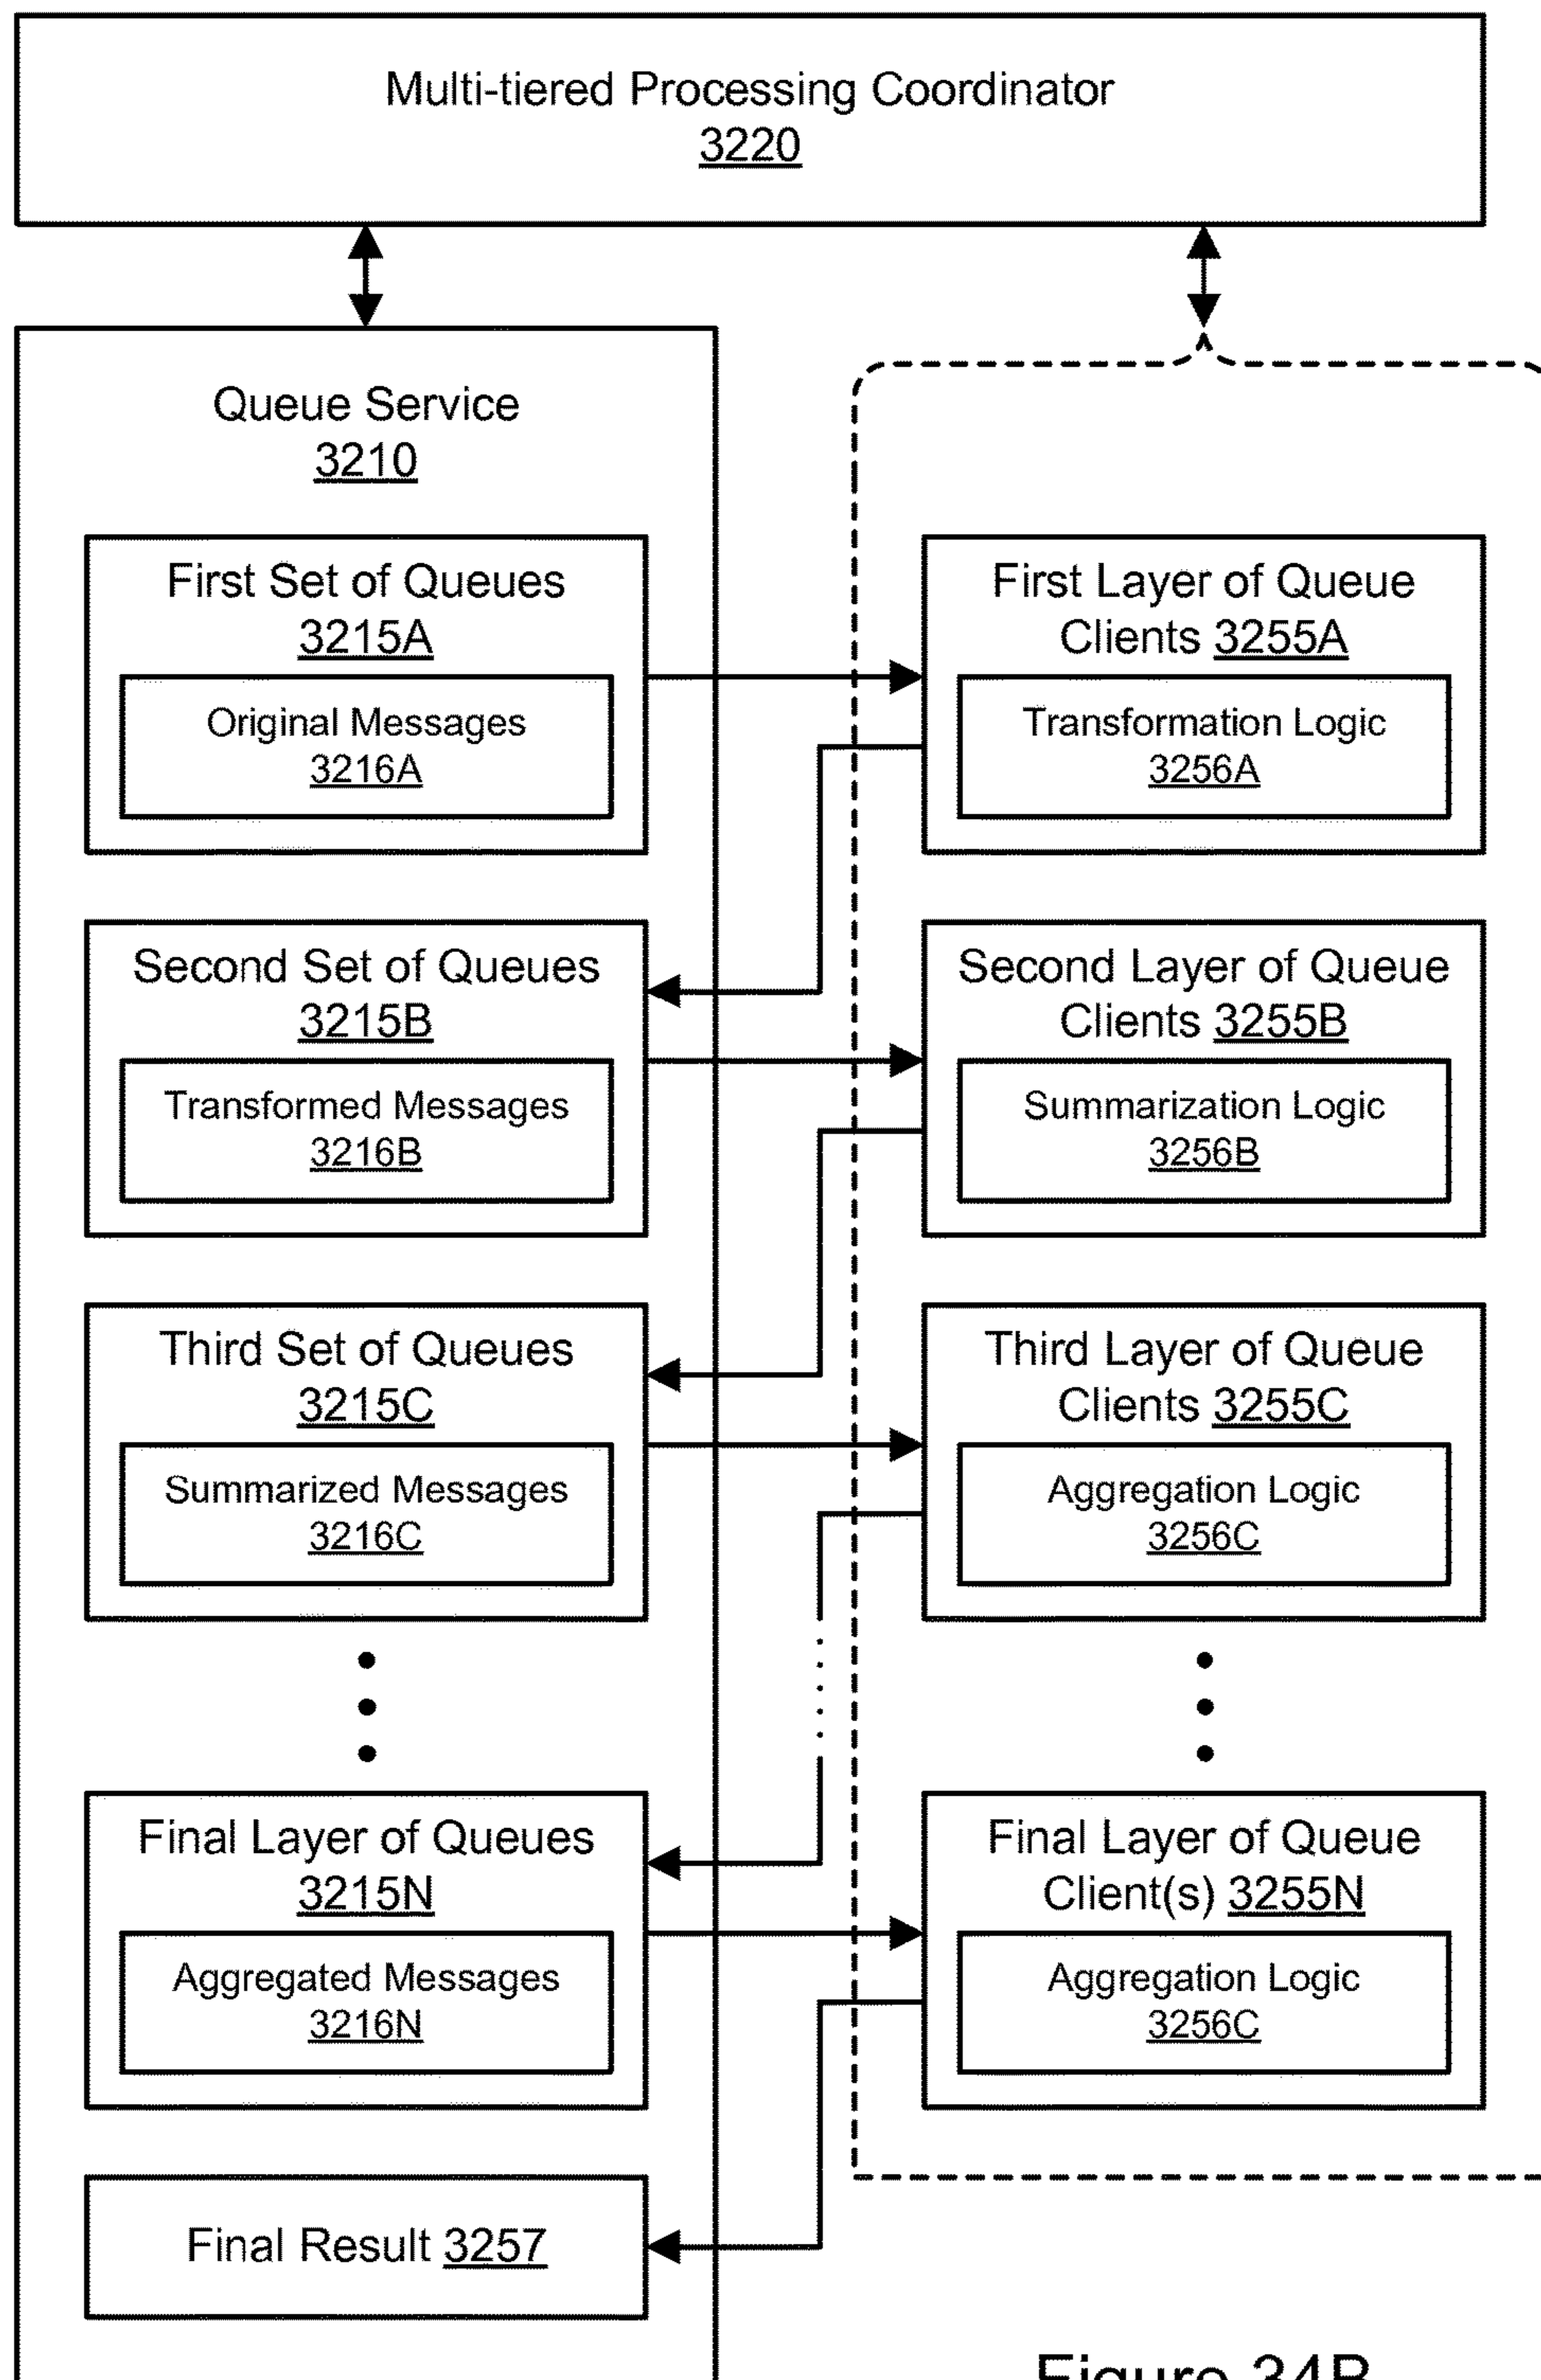 Multi-tiered Processing Coordinator
3220
Queue Service
3210
First Set of Queues
3215A
Original Messages
3216A
First Layer of Queue
Clients 3255A
Transformation Logic
3256A
Second Set of Queues
3215B
Transformed Messages
3216B
Second Layer of Queue
Clients 3255B
Summarization Logic
3256B
Third Set of Queues
3215C
Summarized Messages
3216C
Third Layer of Queue
Clients 3255C
Aggregation Logic
3256C
Final Layer of Queues
3215N
Aggregated Messages
3216N
Final Layer of Queue
Client(s) 3255N
Aggregation Logic
3256C
Final Result 3257
Figure 34B